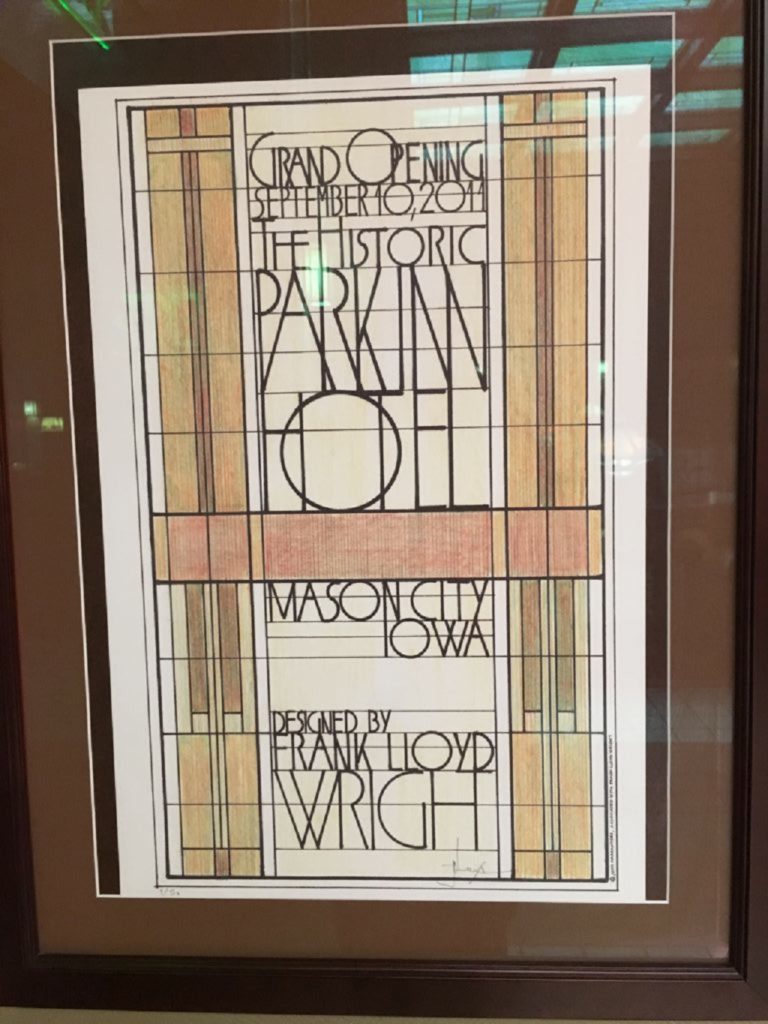 GRAND OPENING
SEPTEMBER 10, 2011
THE HISTORIC
PARK INN
HOTEL
MASON CITY
IOWA
DESIGNED BY
FRANK LLOYD
WRIGHT